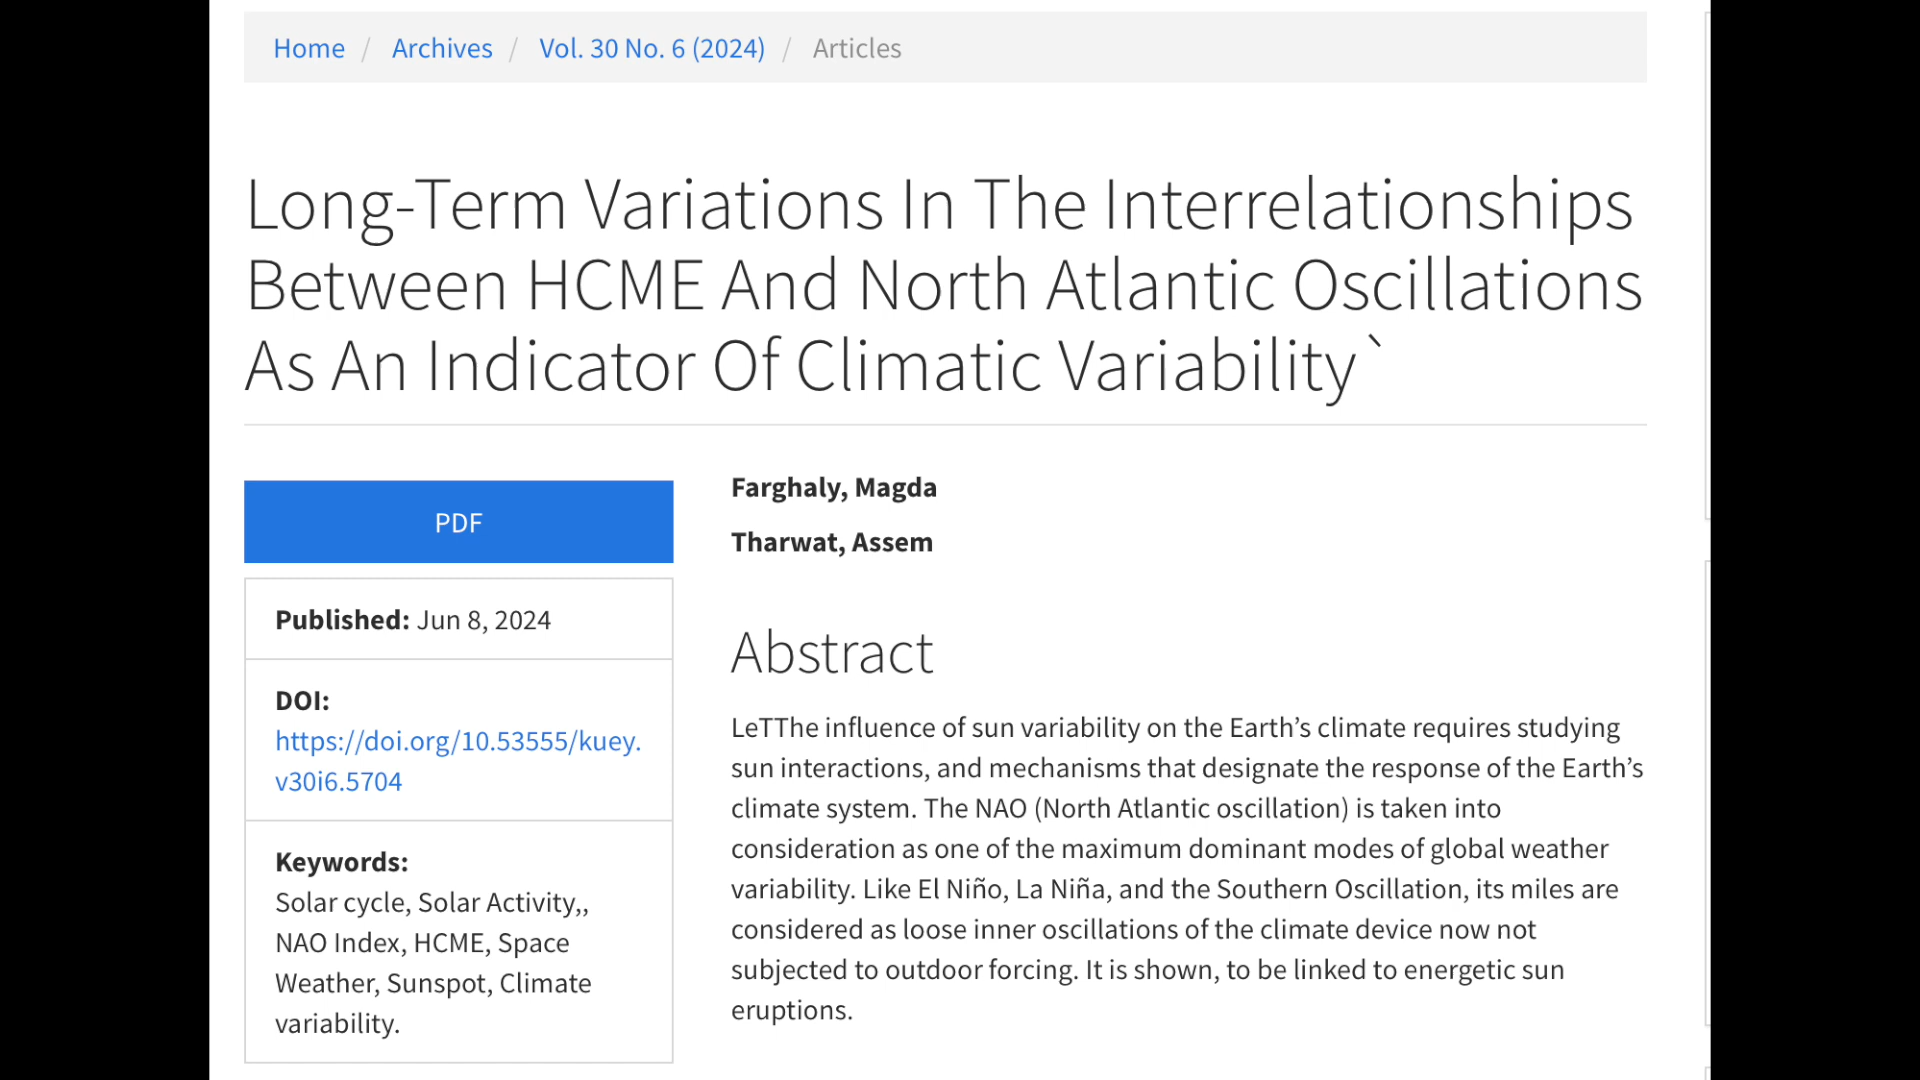 Home / Archives / Vol. 30 No. 6 (2024) / Articles
Long-Term Variations In The Interrelationships
Between HCME And North Atlantic Oscillations
As An Indicator Of Climatic Variability`
PDF
Published: Jun 8, 2024
DOI:
https://doi.org/10.53555/kuey.
v30i6.5704
Keywords:
Solar cycle, Solar Activity,,
NAO Index, HCME, Space
Weather, Sunspot, Climate
variability.
Farghaly, Magda
Tharwat, Assem
Abstract
LeTThe influence of sun variability on the Earth’s climate requires studying
sun interactions, and mechanisms that designate the response of the Earth’s
climate system. The NAO (North Atlantic oscillation) is taken into
consideration as one of the maximum dominant modes of global weather
variability. Like El Niño, La Niña, and the Southern Oscillation, its miles are
considered as loose inner oscillations of the climate device now not
subjected to outdoor forcing. It is shown, to be linked to energetic sun
eruptions.